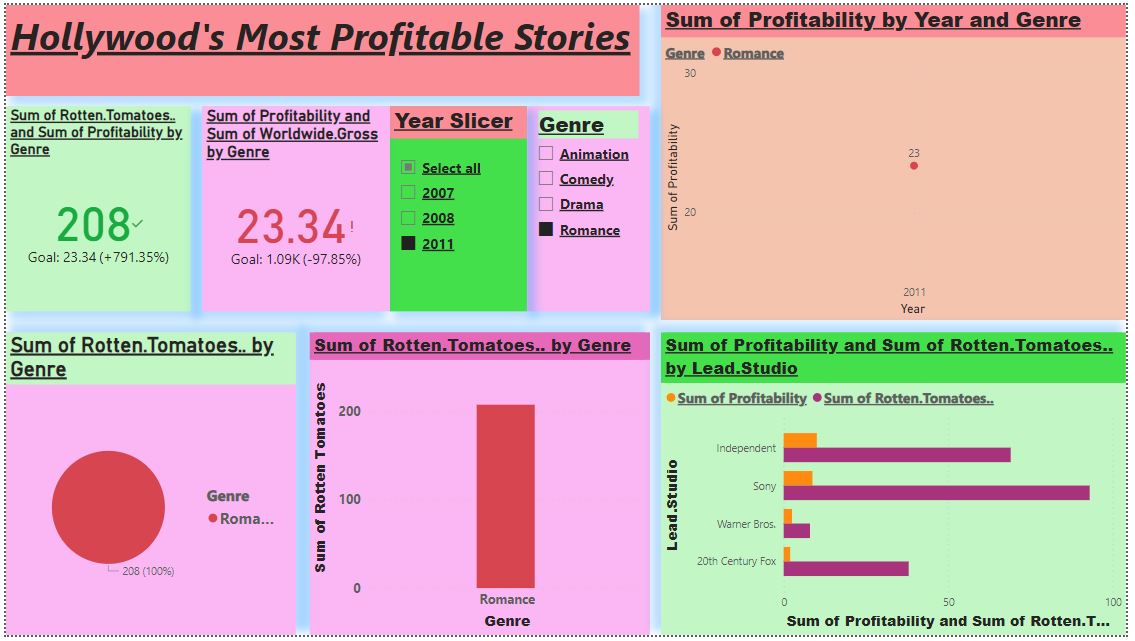 Hollywood's Most Profitable Stories
Sum of Rotten.Tomatoes..
and Sum of Profitability by
Genre
208
Goal: 23.34 (+791.35%)
Sum of Profitability and
Sum of Worldwide.Gross
by Genre
23.34!
Goal: 1.09K (-97.85%)
Year Slicer
Select all
2007
2008
2011
Genre
Animation
Comedy
Drama
Romance
Sum of Profitability by Year and Genre
Genre Romance
Sum of Profitability
30
20
23
2011
Year
Sum of Rotten.Tomatoes.. by
Genre
Genre
Roma...
208 (100%)
Sum of Rotten.Tomatoes.. by Genre
Sum of Rotten Tomatoes
200
100
0
Romance
Genre
Sum of Profitability and Sum of Rotten.Tomatoes..
by Lead.Studio
Sum of Profitability Sum of Rotten.Tomatoes..
Lead.Studio
Independent
Sony
Warner Bros.
20th Century Fox
0 50 100
Sum of Profitability and Sum of Rotten.T...